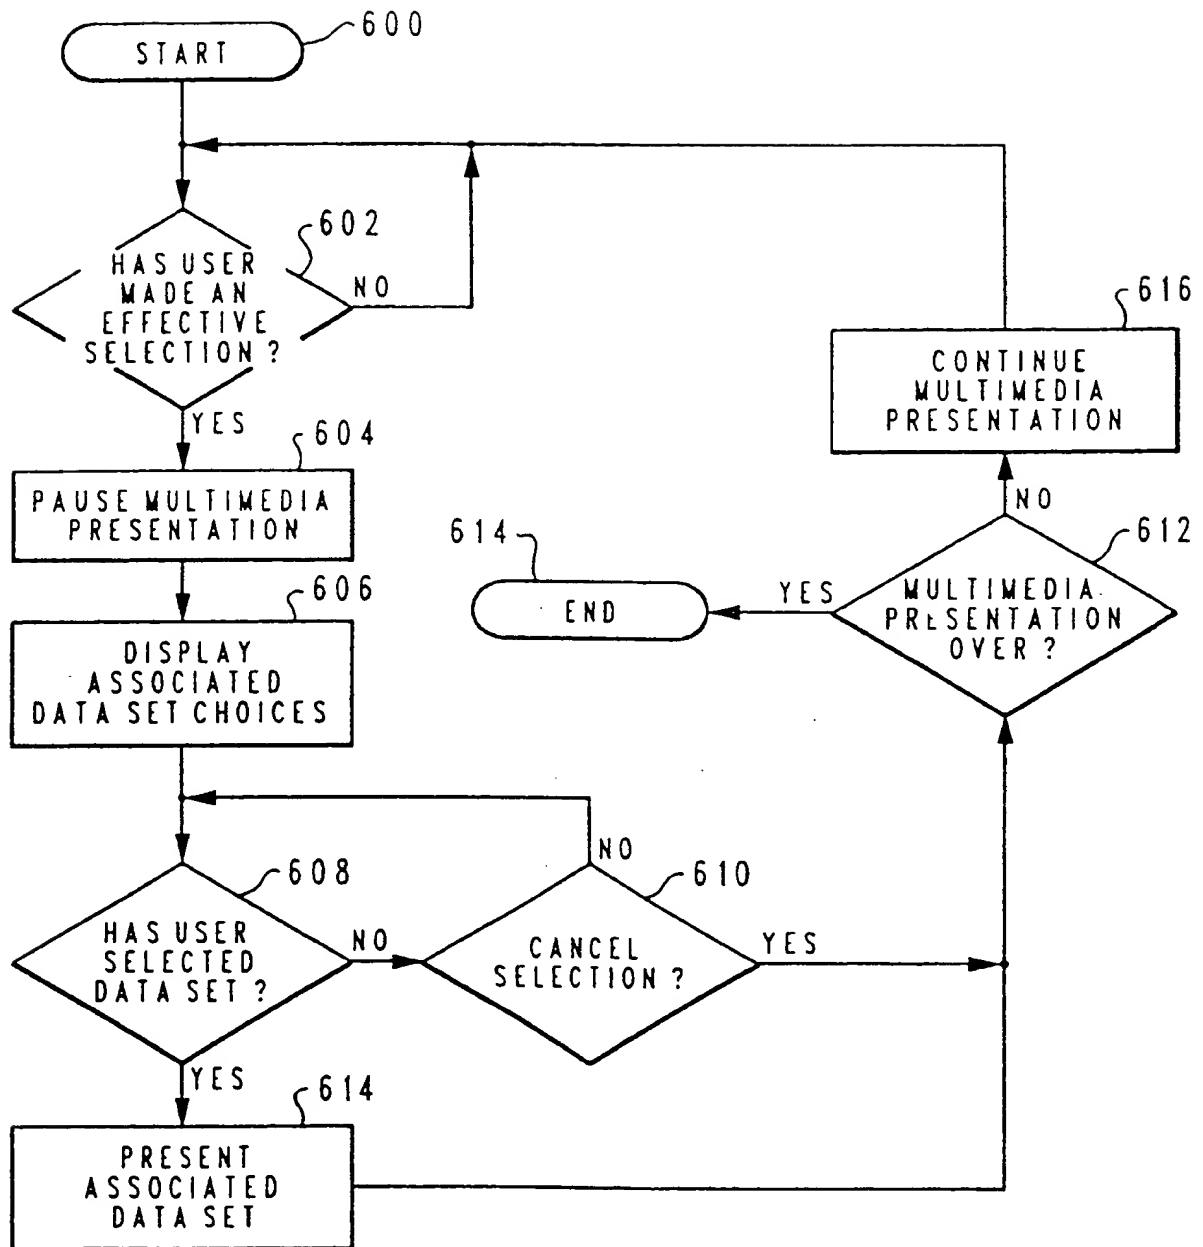 600
START
602
HAS USER
MADE AN
EFFECTIVE
SELECTION ?
NO
YES
604
PAUSE MULTIMEDIA
PRESENTATION
606
DISPLAY
ASSOCIATED
DATA SET CHOICES
608
HAS USER
SELECTED
DATA SET ?
NO
YES
610
CANCEL
SELECTION ?
NO
YES
614
PRESENT
ASSOCIATED
DATA SET
616
CONTINUE
MULTIMEDIA
PRESENTATION
NO
612
MULTIMEDIA
PRESENTATION
OVER ?
YES
614
END